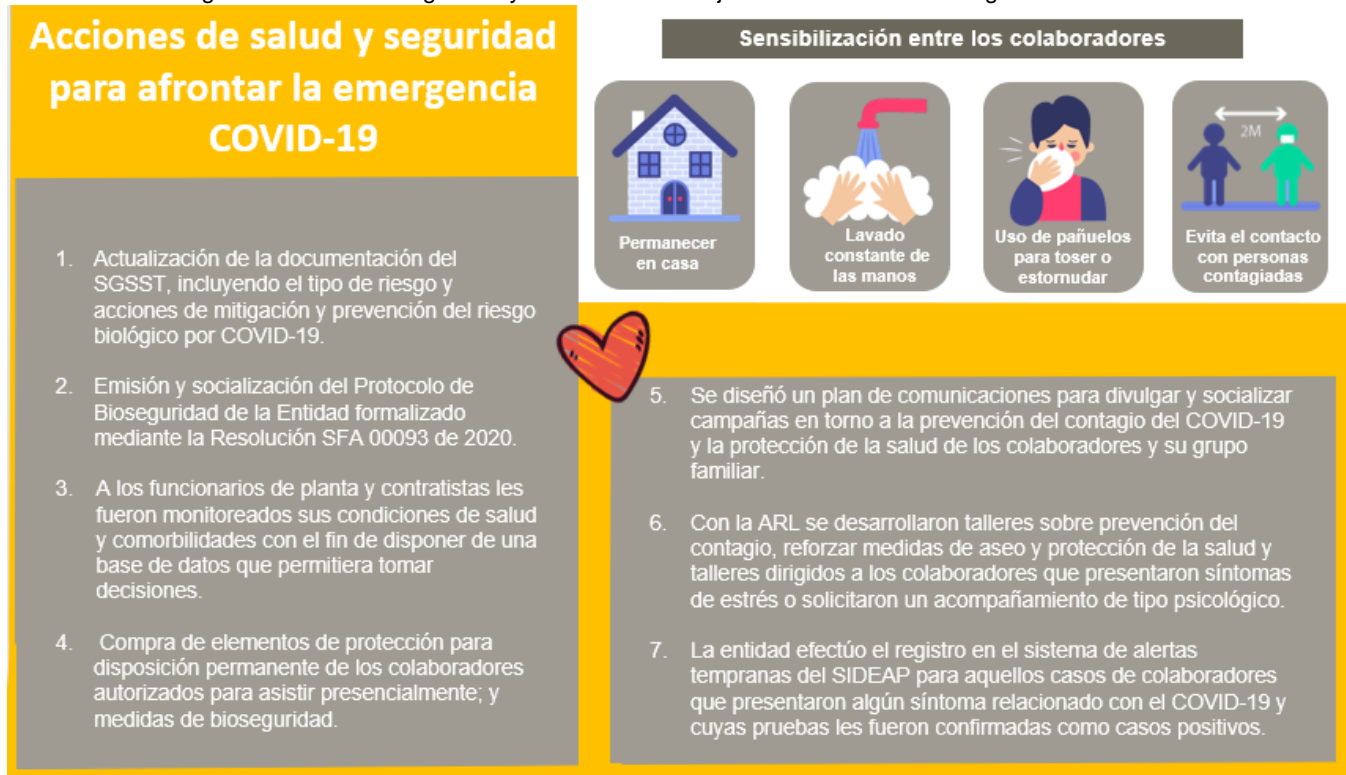 Acciones de salud y seguridad
para afrontar la emergencia
COVID-19
1. Actualización de la documentación del
SGSST, incluyendo el tipo de riesgo y
acciones de mitigación y prevención del riesgo
biológico por COVID-19.
2. Emisión y socialización del Protocolo de
Bioseguridad de la Entidad formalizado
mediante la Resolución SFA 00093 de 2020.
3. A los funcionarios de planta y contratistas les
fueron monitoreados sus condiciones de salud
y comorbilidades con el fin de disponer de una
base de datos que permitiera tomar
decisiones.
4. Compra de elementos de protección para
disposición permanente de los colaboradores
autorizados para asistir presencialmente; y
medidas de bioseguridad.
Sensibilización entre los colaboradores
Permanecer
en casa
Lavado
constante de
las manos
Uso de pañuelos
para toser o
estornudar
2M
Evita el contacto
con personas
contagiadas
5. Se diseñó un plan de comunicaciones para divulgar y socializar
campañas en torno a la prevención del contagio del COVID-19
y la protección de la salud de los colaboradores y su grupo
familiar.
6. Con la ARL se desarrollaron talleres sobre prevención del
contagio, reforzar medidas de aseo y protección de la salud y
talleres dirigidos a los colaboradores que presentaron síntomas
de estrés o solicitaron un acompañamiento de tipo psicológico.
7. La entidad efectúo el registro en el sistema de alertas
tempranas del SIDEAP para aquellos casos de colaboradores
que presentaron algún síntoma relacionado con el COVID-19 y
cuyas pruebas les fueron confirmadas como casos positivos.